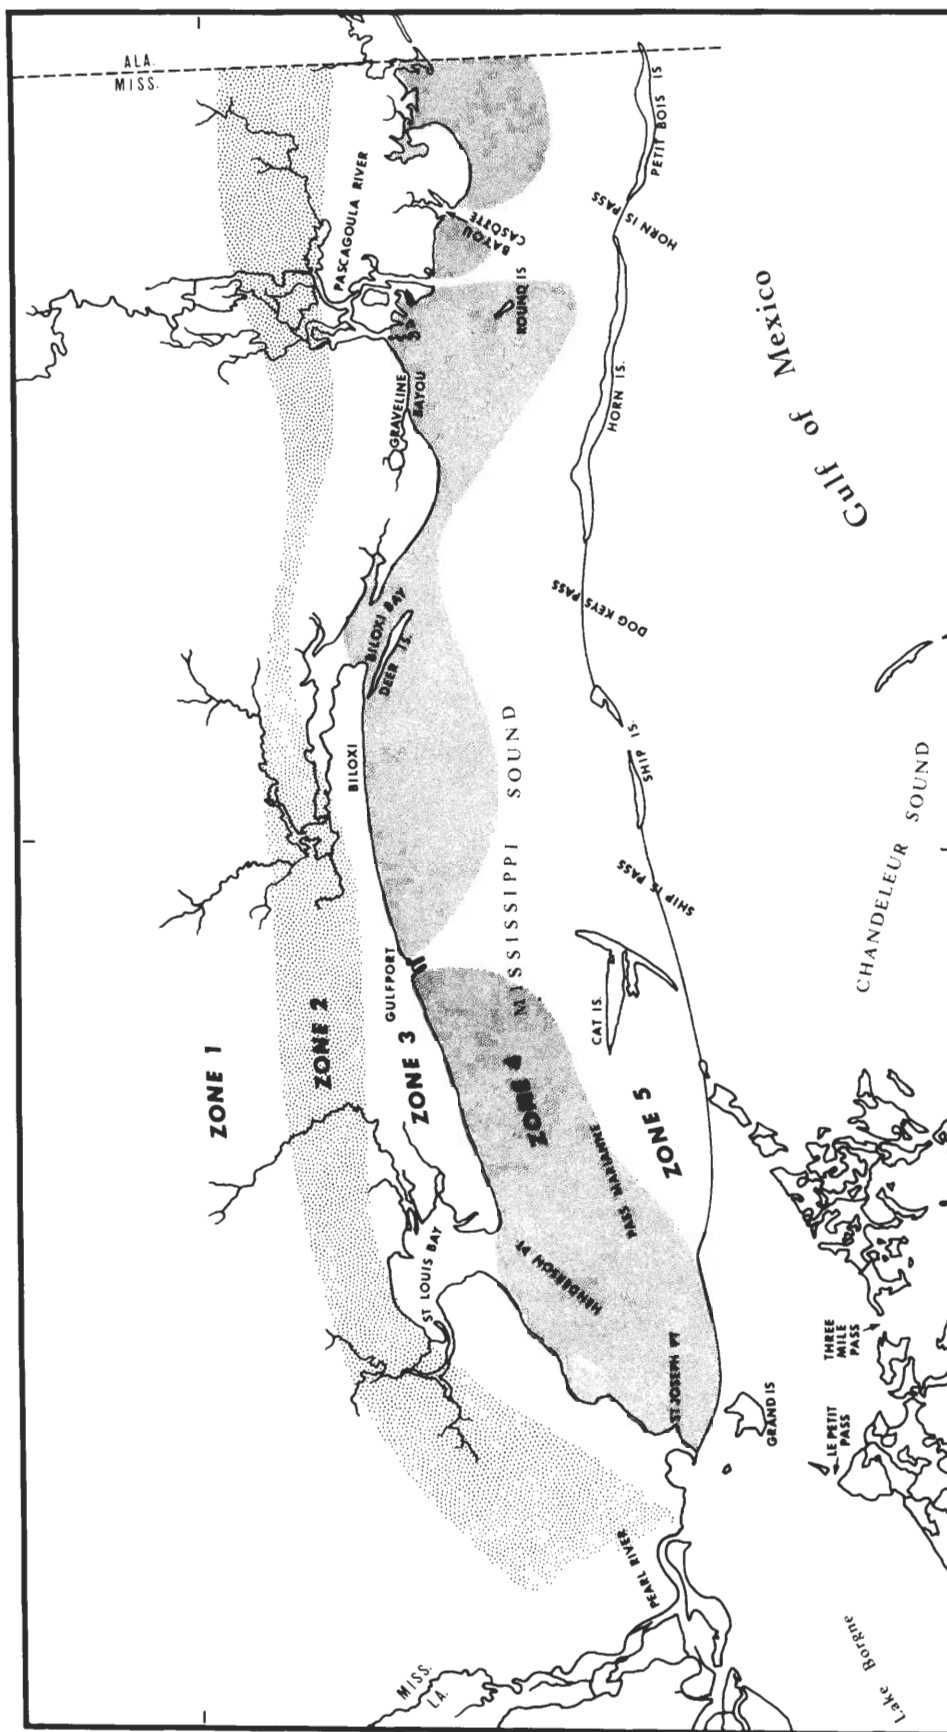 ALA.
MISS.
PASCAGOULA RIVER
BAYOU
CASOTTE
PETIT BOIS IS
HORN IS PASS
ROUND IS
GRAVELINE
BAYOU
HORN IS.
Gulf of Mexico
DOG KEYS PASS
BILOXI BAY
DEER IS.
BILOXI
MISSISSIPPI SOUND
SHIP IS.
SHIP IS PASS
CHANDELEUR SOUND
GULFPORT
CAT IS.
ZONE 1
ZONE 2
ZONE 3
ZONE 4
ZONE 5
PASS MARIANNE
HENDERSON PT
ST LOUIS BAY
ST JOSEPH PT
GRAND IS
THREE
MILE
PASS
LE PETIT
PASS
PEARL RIVER
MISS.
LA.
Lake Borgne